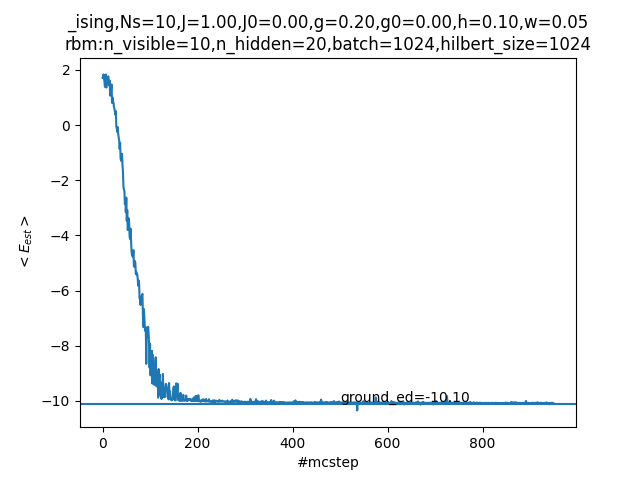 _ising,Ns=10,J=1.00,J0=0.00,g=0.20,g0=0.00,h=0.10,w=0.05
rbm:n_visible=10,n_hidden=20,batch=1024,hilbert_size=1024
2
0
−2
−4
−6
−8
−10
< E_est >
ground_ed=-10.10
0
200
400
600
800
#mcstep